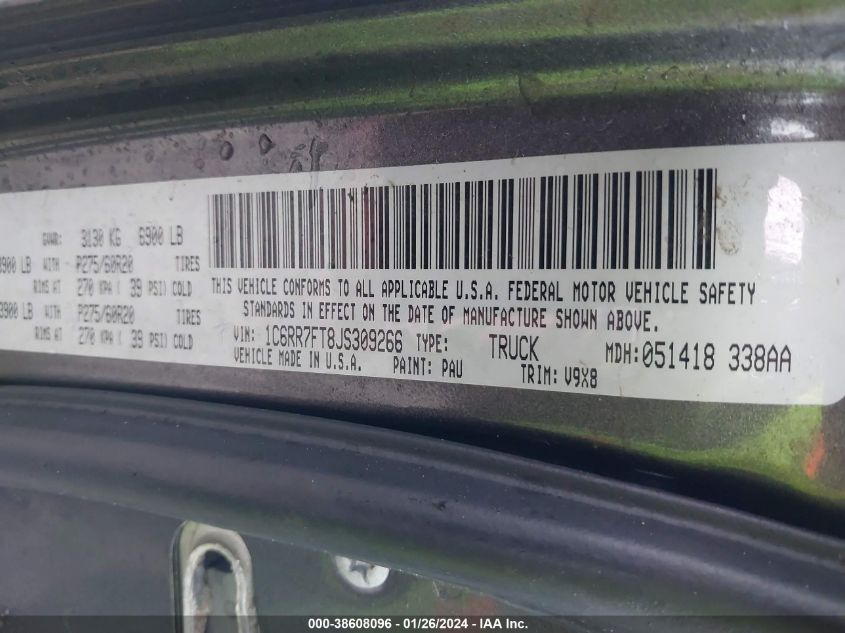 GVWR: 3130 KG 6900 LB
900 LB WITH P275/60R20 TIRES
RIMS AT 270 KPA ( 39 PSI) COLD
3900 LB WITH P275/60R20 TIRES
RIMS AT 270 KPA ( 39 PSI) COLD
THIS VEHICLE CONFORMS TO ALL APPLICABLE U.S.A. FEDERAL MOTOR VEHICLE SAFETY
STANDARDS IN EFFECT ON THE DATE OF MANUFACTURE SHOWN ABOVE.
VIN: 1C6RR7FT8JS309266 TYPE: TRUCK MDH:051418 338AA
VEHICLE MADE IN U.S.A. PAINT: PAU TRIM: V9X8
000-38608096 - 01/26/2024 - IAA Inc.